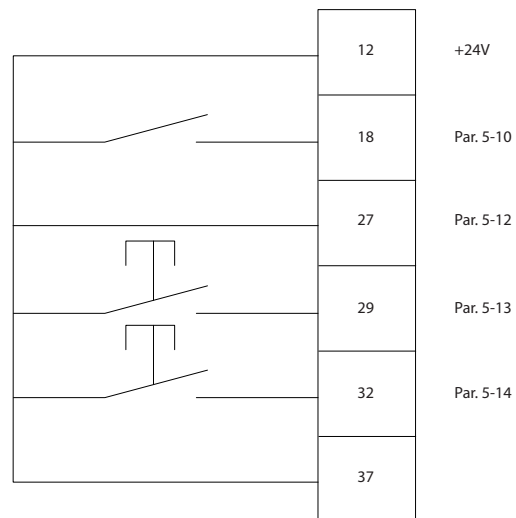 12 +24V
18 Par. 5-10
27 Par. 5-12
29 Par. 5-13
32 Par. 5-14
37